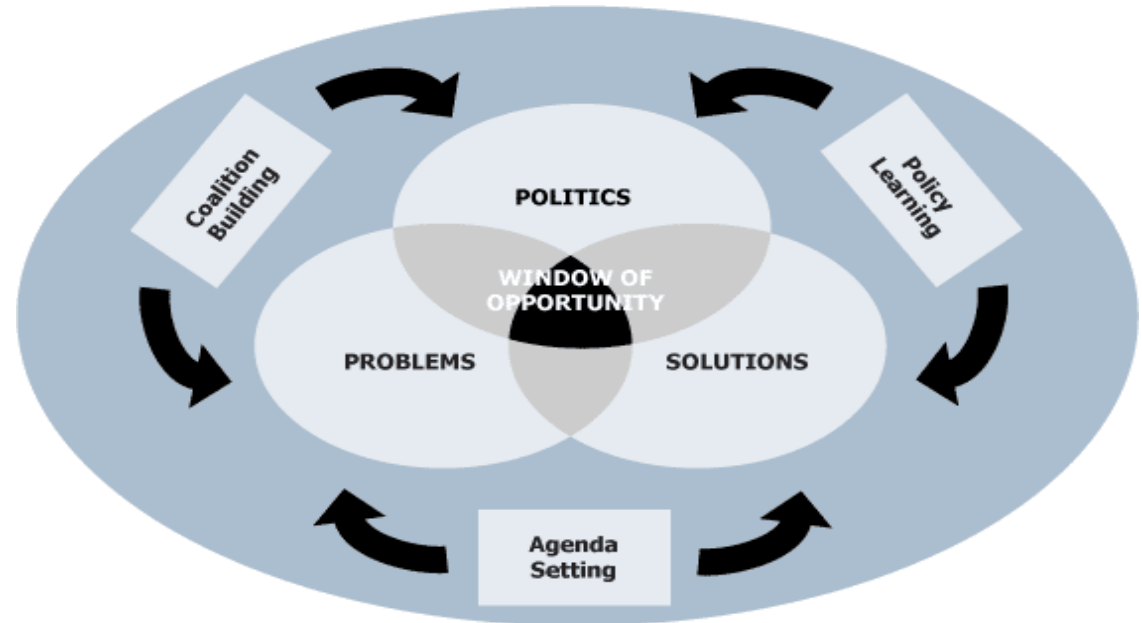 Coalition
Building
Policy
Learning
POLITICS
WINDOW OF
OPPORTUNITY
PROBLEMS
SOLUTIONS
Agenda
Setting